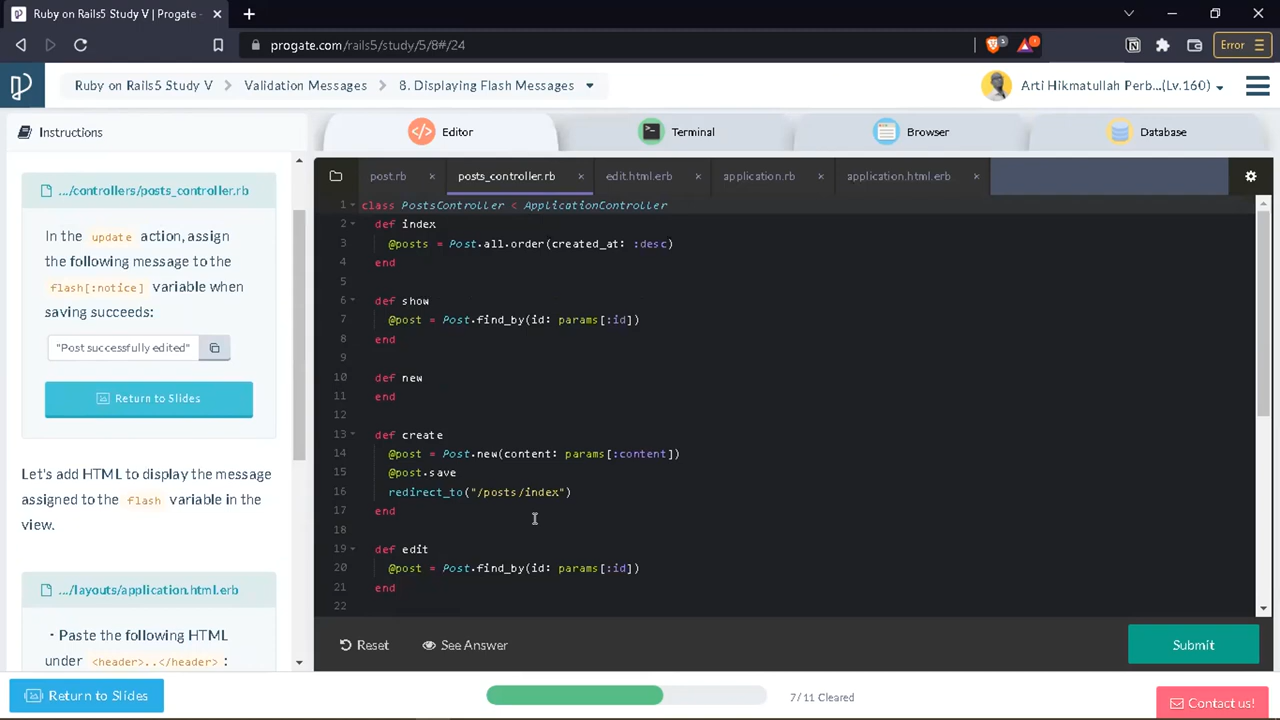 Ruby on Rails5 Study V | Progate -
progate.com/rails5/study/5/8#/24
Error
Ruby on Rails5 Study V
Validation Messages
8. Displaying Flash Messages
Arti Hikmatullah Perb...(Lv.160)
Instructions
Editor
Terminal
Browser
Database
.../controllers/posts_controller.rb
In the update action, assign
the following message to the
flash[:notice] variable when
saving succeeds:
"Post successfully edited"
Return to Slides
Let's add HTML to display the message
assigned to the flash variable in the
view.
.../layouts/application.html.erb
・Paste the following HTML
under <header>..</header> :
post.rb
posts_controller.rb
edit.html.erb
application.rb
application.html.erb
1 class PostsController < ApplicationController
2 def index
3 @posts = Post.all.order(created_at: :desc)
4 end
5
6 def show
7 @post = Post.find_by(id: params[:id])
8 end
9
10 def new
11 end
12
13 def create
14 @post = Post.new(content: params[:content])
15 @post.save
16 redirect_to("/posts/index")
17 end
18
19 def edit
20 @post = Post.find_by(id: params[:id])
21 end
22
Reset
See Answer
Submit
Return to Slides
7/11 Cleared
Contact us!